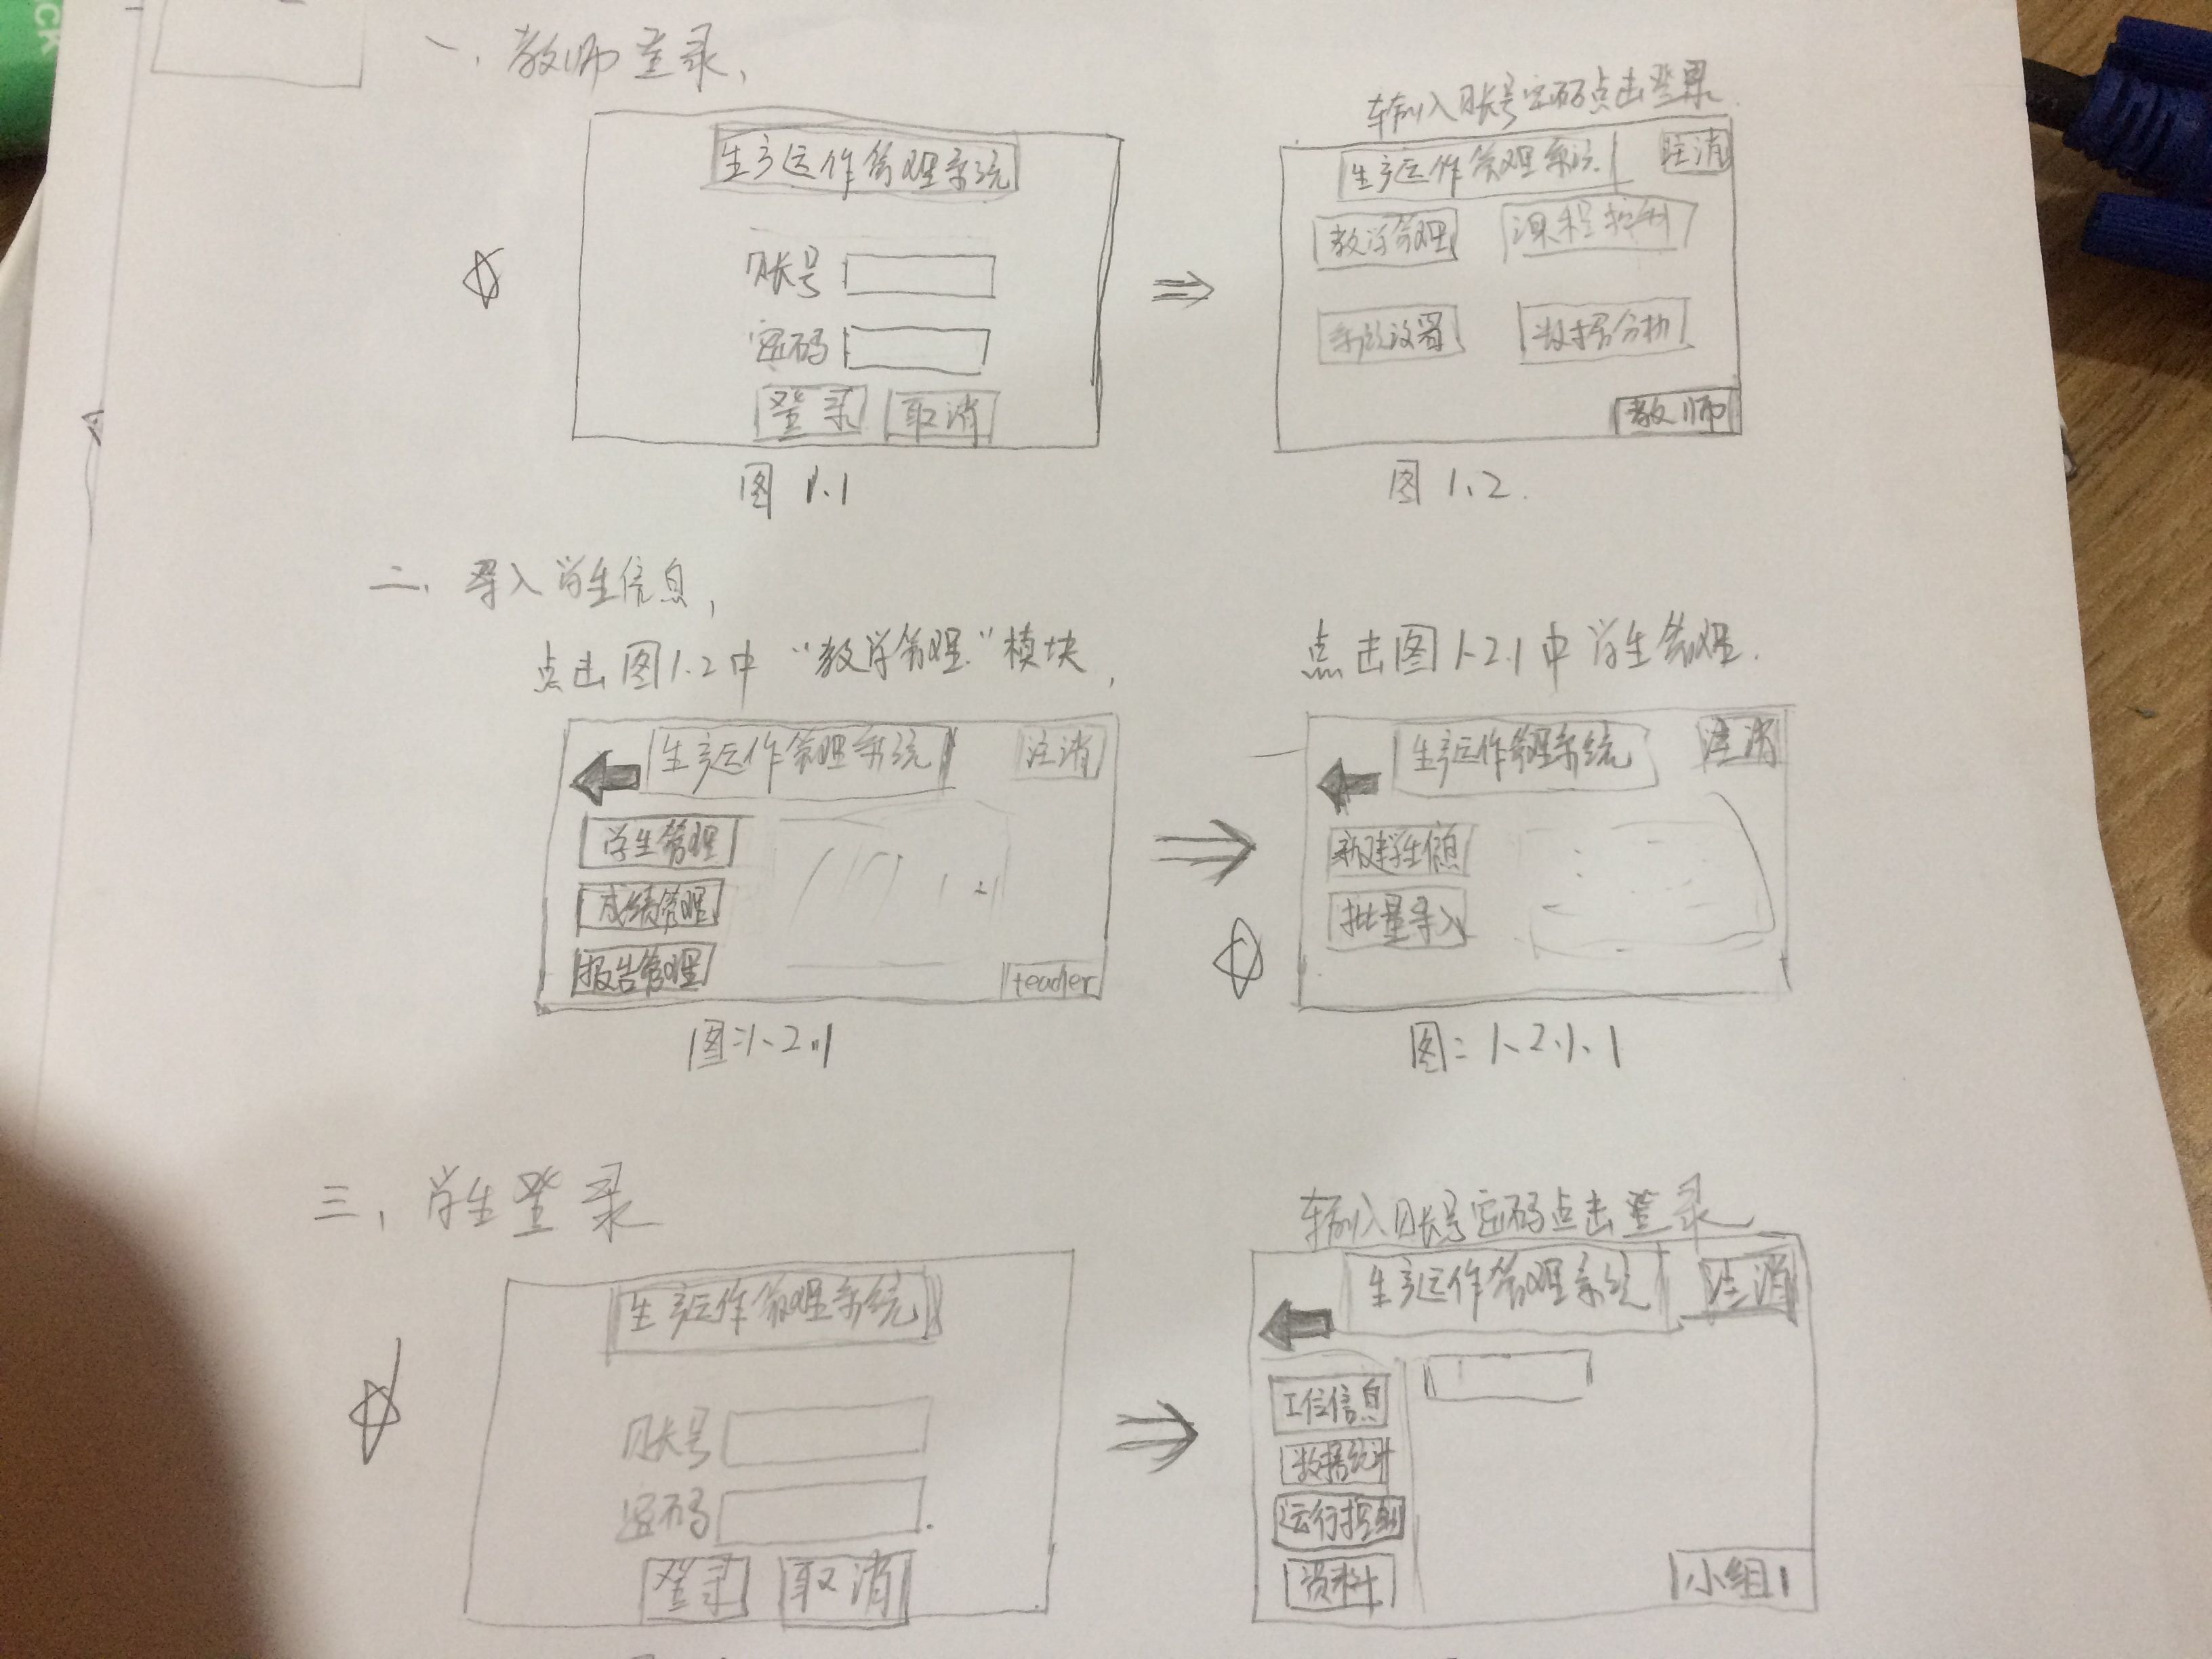 CK
一、教师登录、
生产运作管理系统
帐号
密码
登录 取消
图 1.1
输入帐号密码点击登录.
生产运作管理系统
注消
教学管理 课程控制
系统设置 数据分析
教师
图 1.2.
二、导入学生信息,
点击图1.2中“教学管理.”模块,
生产运作管理系统
注消
学生管理
成绩管理
报告管理
teacher
图:1.2.1
点击图1.2.1中学生管理.
生产运作管理系统
注消
新建学生信息
批量导入
图: 1.2.1.1
三、学生登录
生产运作管理系统
帐号
密码
登录 取消
输入帐号密码点击登录
生产运作管理系统
注消
工位信息
数据统计
运行控制
资料
小组1